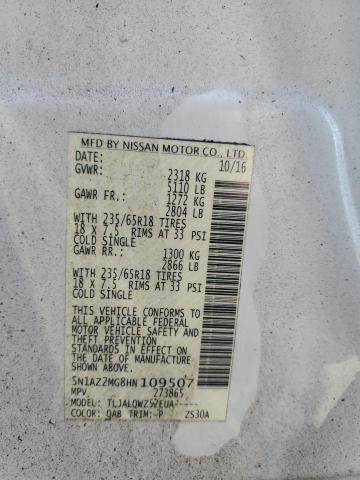 MFD BY NISSAN MOTOR CO., LTD
DATE: 10/16
GVWR: 2318 KG
5110 LB
GAWR FR.: 1272 KG
2804 LB
WITH 235/65R18 TIRES
18 X 7.5 RIMS AT 33 PSI
COLD SINGLE
GAWR RR.: 1300 KG
2866 LB
WITH 235/65R18 TIRES
18 X 7.5 RIMS AT 33 PSI
COLD SINGLE
THIS VEHICLE CONFORMS TO
ALL APPLICABLE FEDERAL
MOTOR VEHICLE SAFETY AND
THEFT PREVENTION
STANDARDS IN EFFECT ON
THE DATE OF MANUFACTURE
SHOWN ABOVE.
5N1AZ2MG8HN109507
MPV 273865
MODEL: TLJALQWZ52EUA-----
COLOR: QAB TRIM: P ZS30A